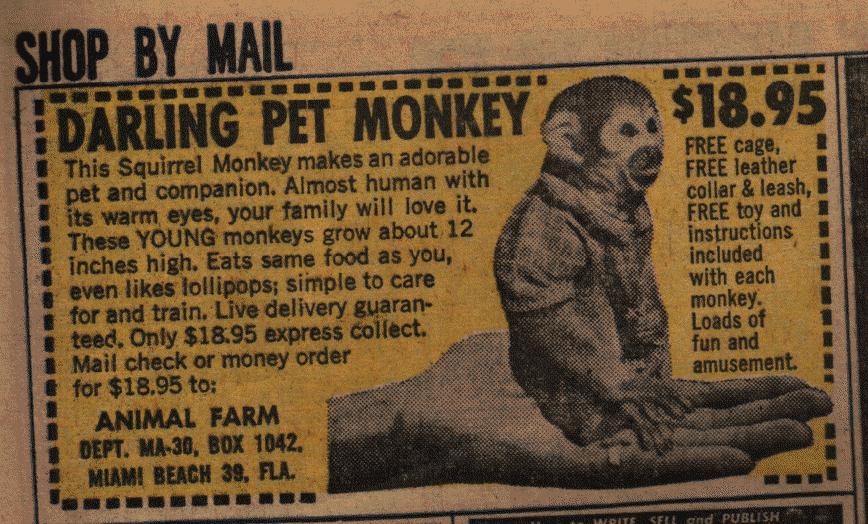 SHOP BY MAIL
DARLING PET MONKEY
This Squirrel Monkey makes an adorable
pet and companion. Almost human with
its warm eyes, your family will love it.
These YOUNG monkeys grow about 12
inches high. Eats same food as you,
even likes lollipops; simple to care
for and train. Live delivery guaran-
teed. Only $18.95 express collect.
Mail check or money order
for $18.95 to:
ANIMAL FARM
DEPT. MA-30, BOX 1042,
MIAMI BEACH 39, FLA.
$18.95
FREE cage,
FREE leather
collar & leash,
FREE toy and
instructions
included
with each
monkey.
Loads of
fun and
amusement.
to WRITE, SELL and PUBLISH